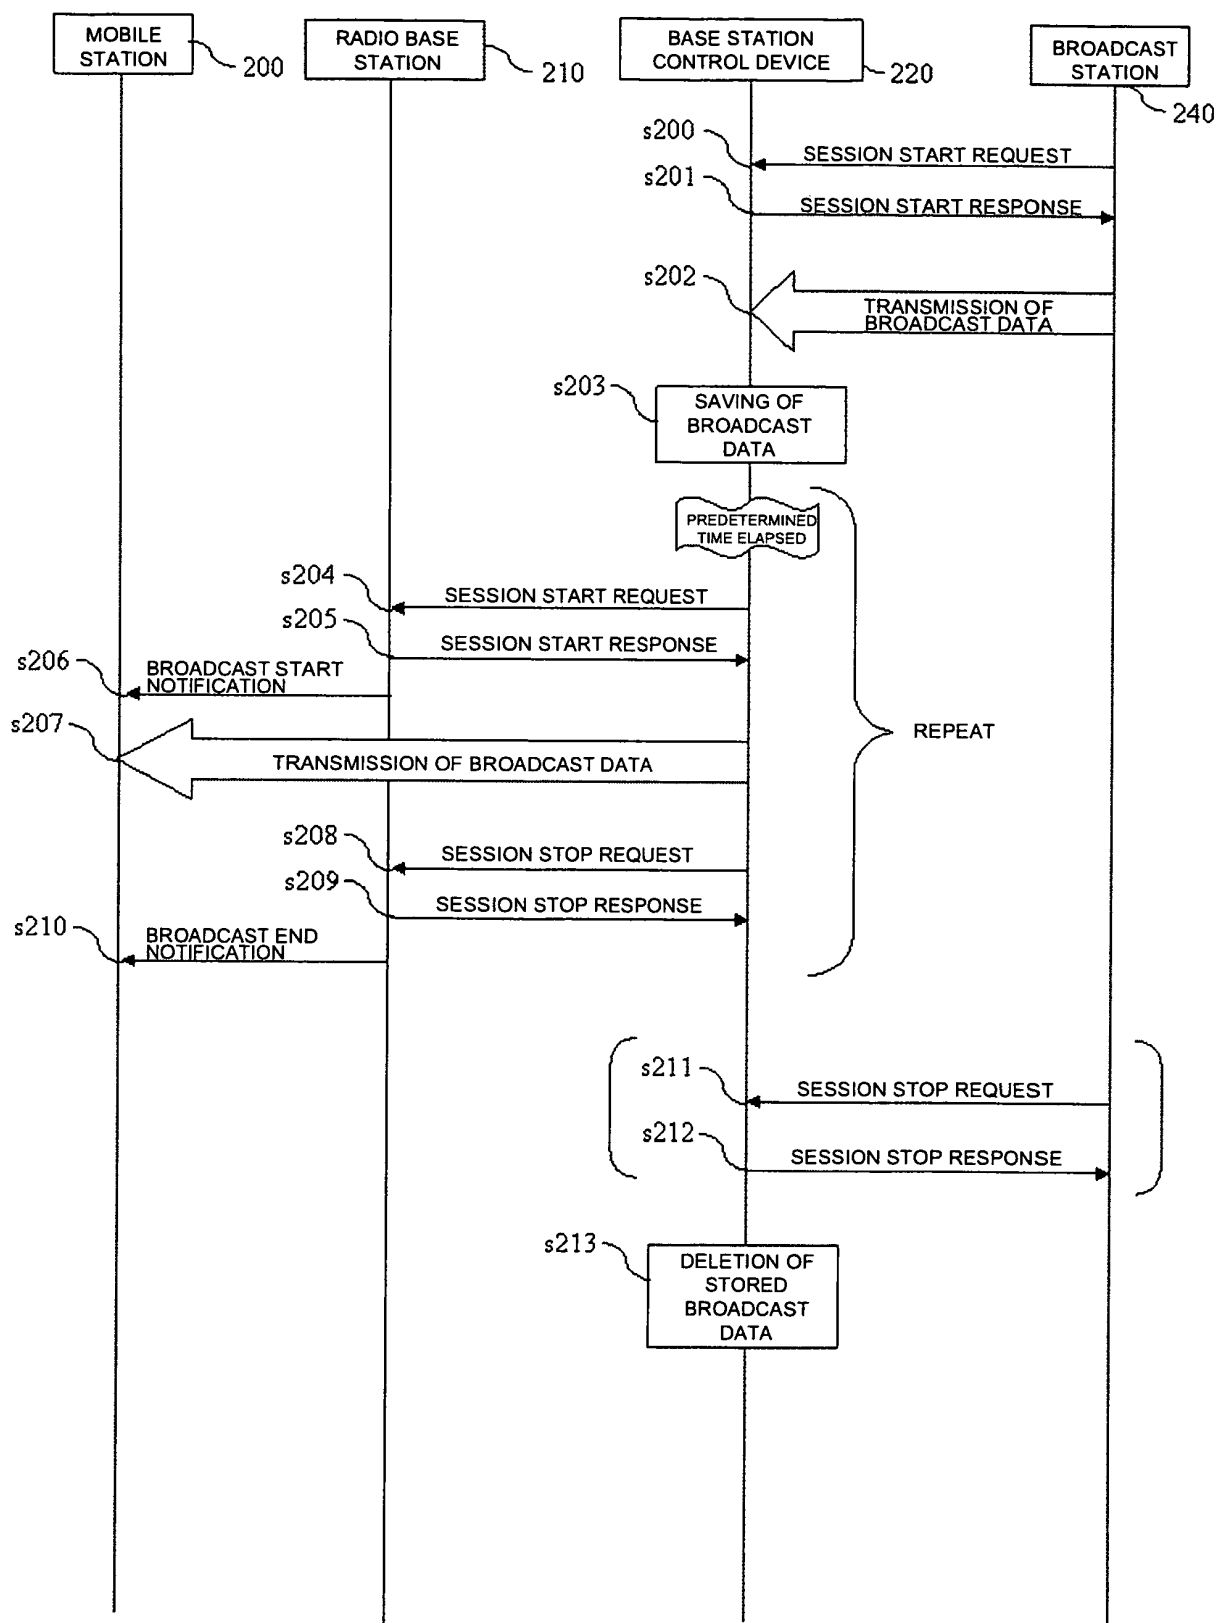 MOBILE
STATION
200
RADIO BASE
STATION
210
BASE STATION
CONTROL DEVICE
220
BROADCAST
STATION
240
s200
SESSION START REQUEST
s201
SESSION START RESPONSE
s202
TRANSMISSION OF
BROADCAST DATA
s203
SAVING OF
BROADCAST
DATA
PREDETERMINED
TIME ELAPSED
s204
SESSION START REQUEST
s205
SESSION START RESPONSE
s206
BROADCAST START
NOTIFICATION
s207
TRANSMISSION OF BROADCAST DATA
REPEAT
s208
SESSION STOP REQUEST
s209
SESSION STOP RESPONSE
s210
BROADCAST END
NOTIFICATION
s211
SESSION STOP REQUEST
s212
SESSION STOP RESPONSE
s213
DELETION OF
STORED
BROADCAST
DATA